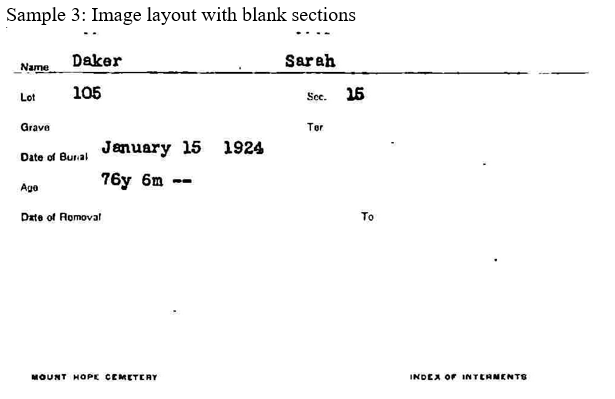 Sample 3: Image layout with blank sections
Name Daker Sarah
Lot 105 Sec. 15
Grave Ter
Date of Burial January 15 1924
Age 76y 6m --
Date of Removal To
MOUNT HOPE CEMETERY INDEX OF INTERMENTS